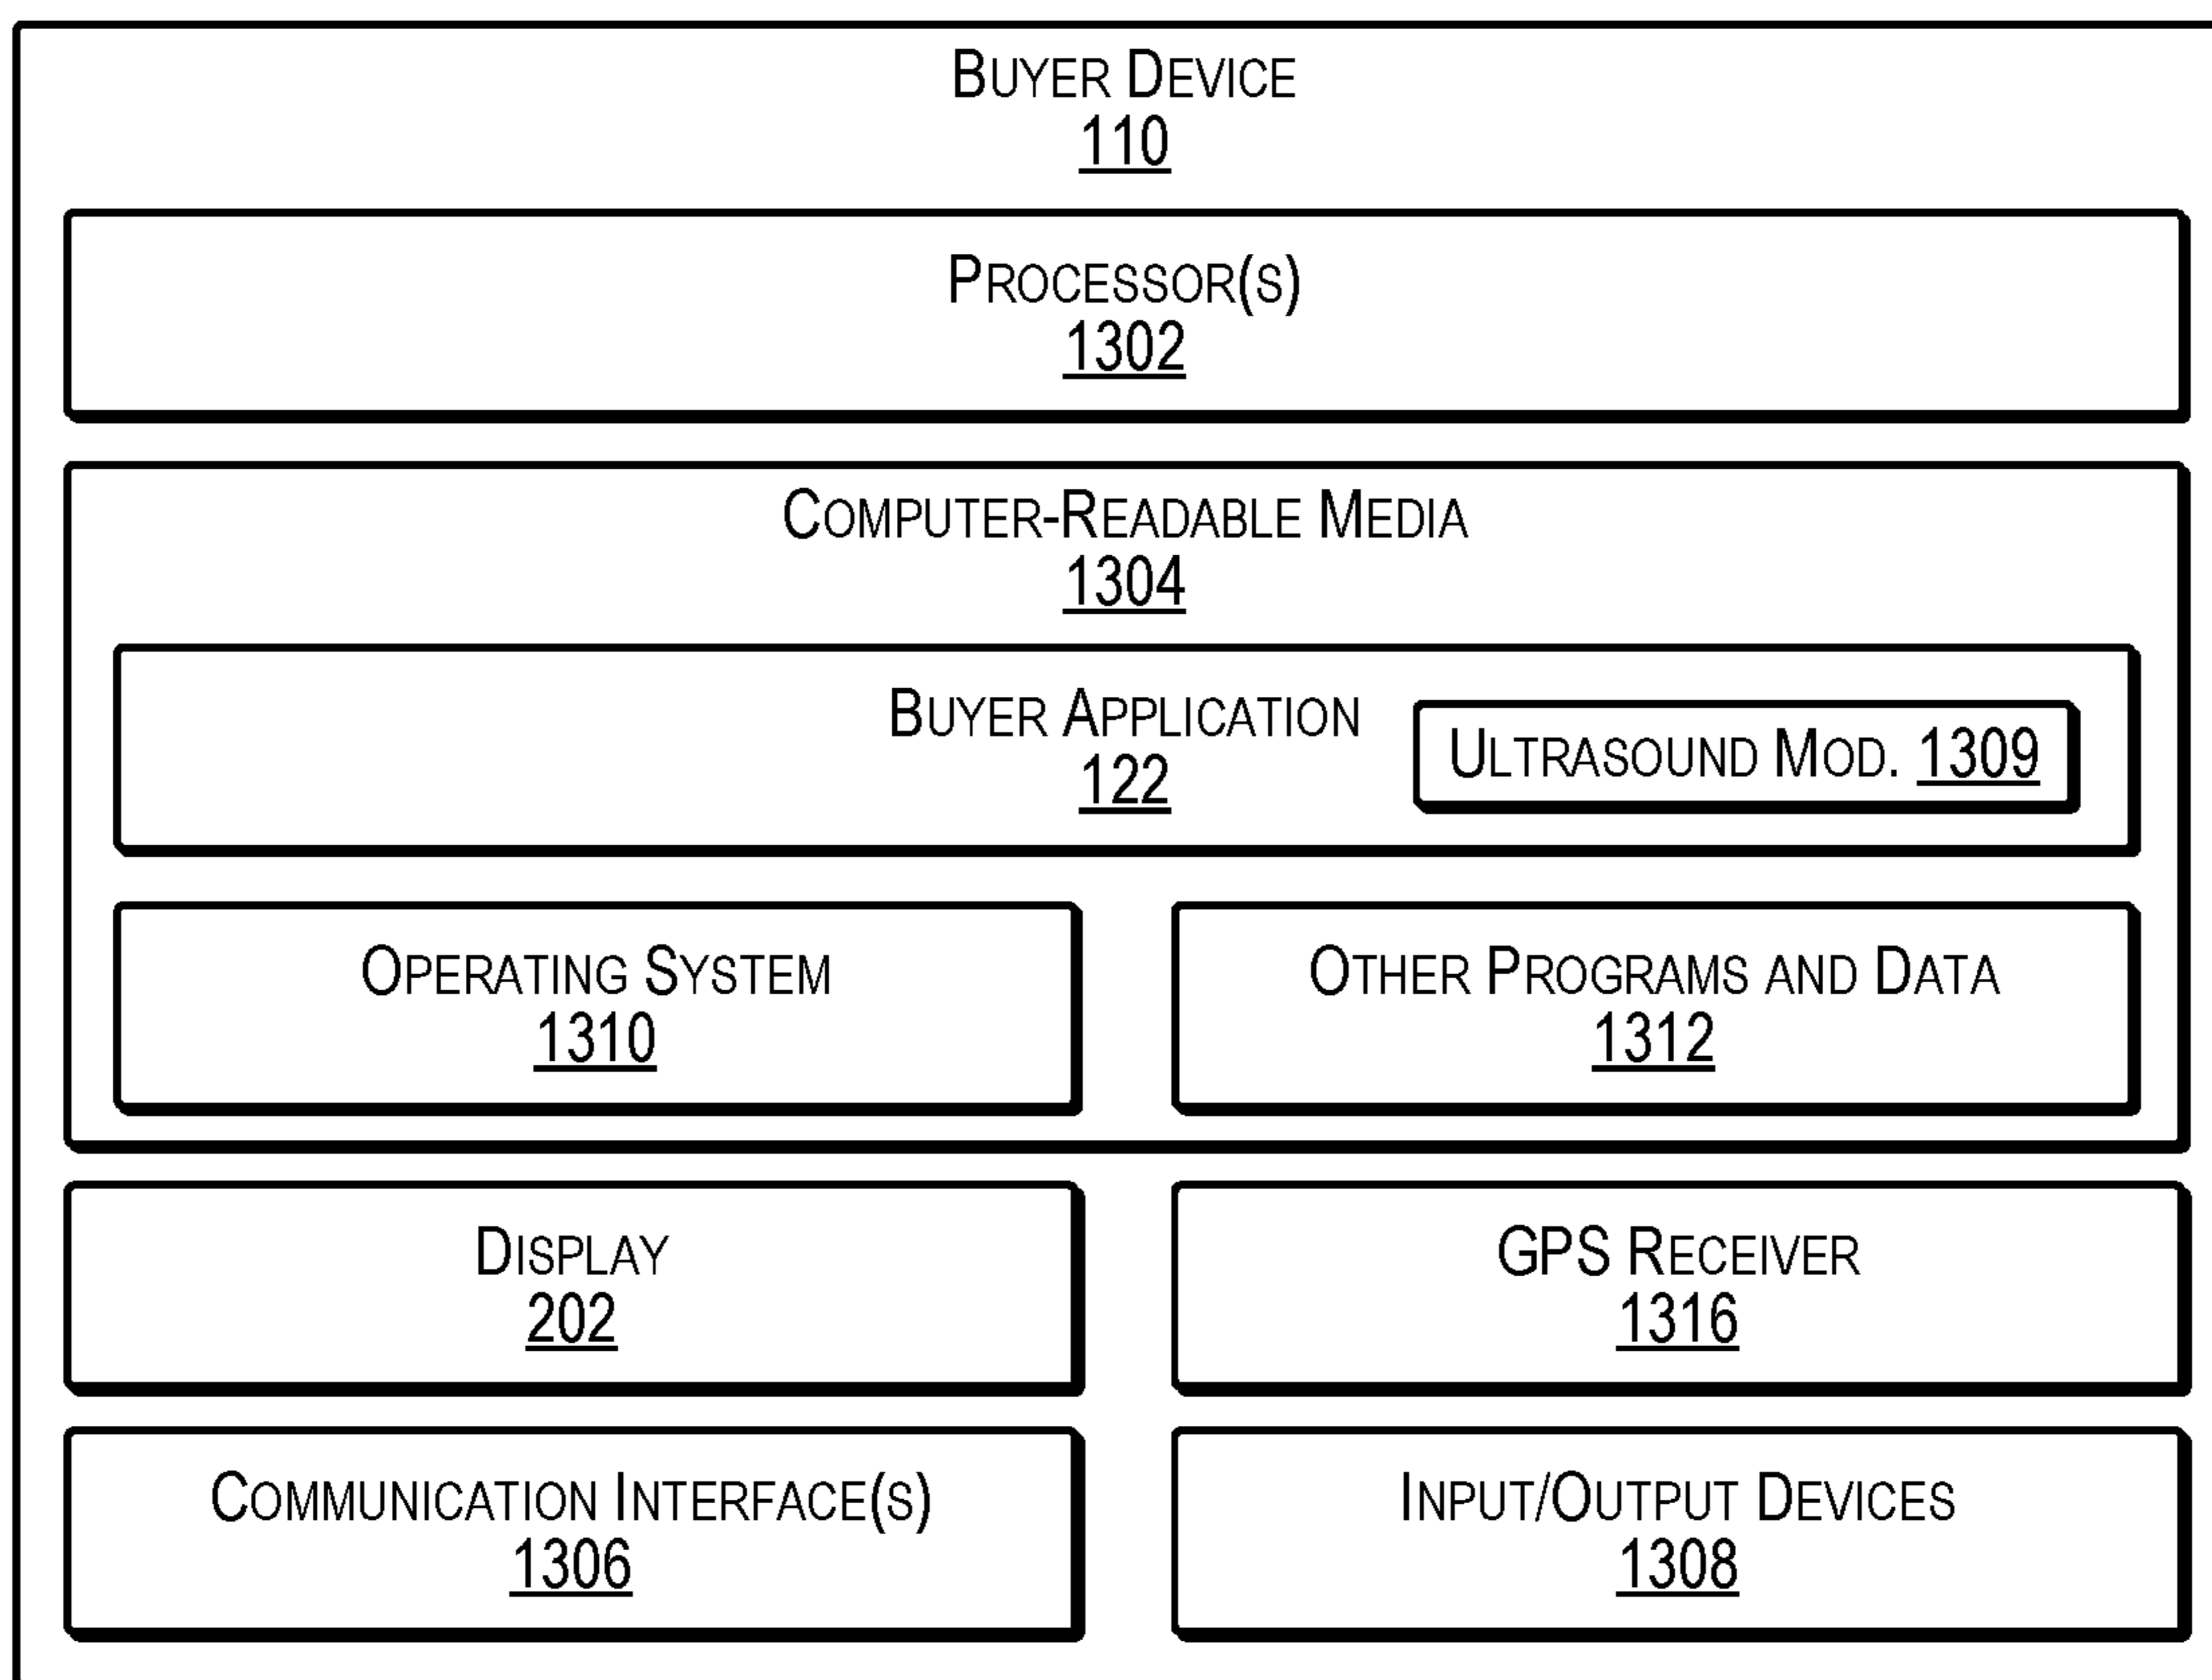 BUYER DEVICE
110
PROCESSOR(S)
1302
COMPUTER-READABLE MEDIA
1304
BUYER APPLICATION
122
ULTRASOUND MOD. 1309
OPERATING SYSTEM
1310
OTHER PROGRAMS AND DATA
1312
DISPLAY
202
GPS RECEIVER
1316
COMMUNICATION INTERFACE(S)
1306
INPUT/OUTPUT DEVICES
1308